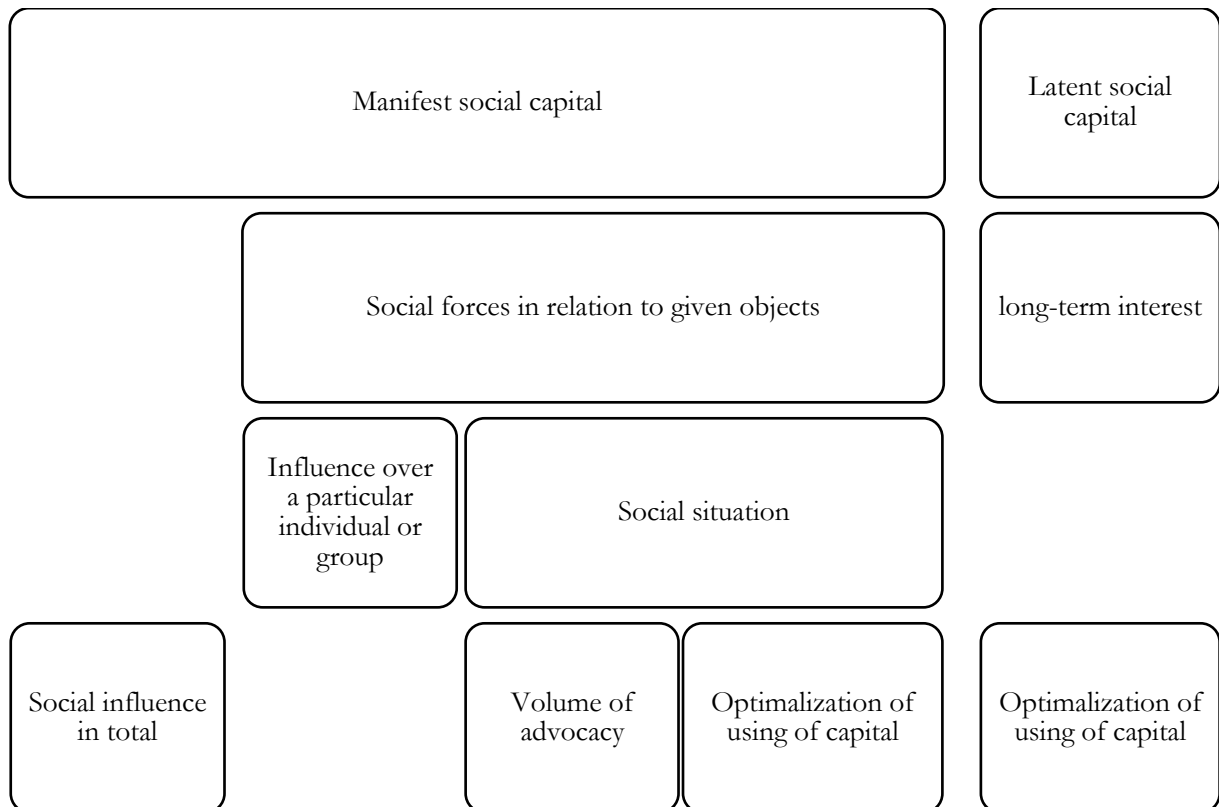 Manifest social capital
Latent social
capital
Social forces in relation to given objects
long-term interest
Influence over
a particular
individual or
group
Social situation
Social influence
in total
Volume of
advocacy
Optimalization of
using of capital
Optimalization of
using of capital